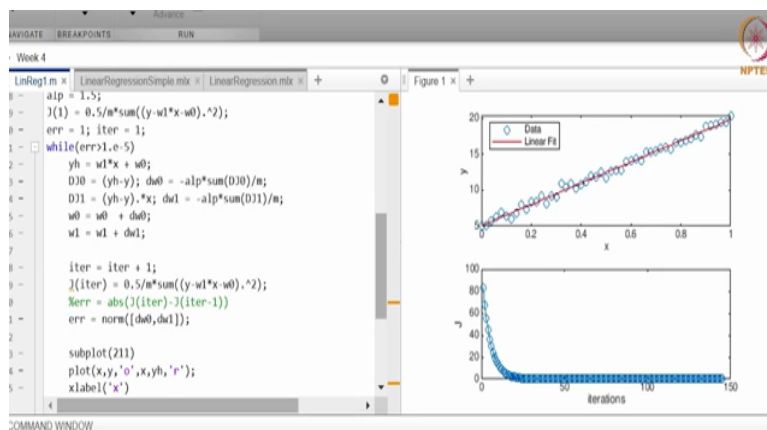 Advance
NAVIGATE BREAKPOINTS RUN
Week 4
LinReg1.m × LinearRegressionSimple.mlx × LinearRegression.mlx × +
alp = 1.5;
J(1) = 0.5/m*sum((y-w1*x-w0).^2);
err = 1; iter = 1;
while(err>1.e-5)
yh = w1*x + w0;
DJ0 = (yh-y); dw0 = -alp*sum(DJ0)/m;
DJ1 = (yh-y).*x; dw1 = -alp*sum(DJ1)/m;
w0 = w0 + dw0;
w1 = w1 + dw1;
iter = iter + 1;
J(iter) = 0.5/m*sum((y-w1*x-w0).^2);
%err = abs(J(iter)-J(iter-1))
err = norm([dw0,dw1]);
subplot(211)
plot(x,y,'o',x,yh,'r');
xlabel('x')
COMMAND WINDOW
Figure 1 × +
NPTEL
20
15
10
5
y
Data
Linear Fit
0 0.2 0.4 0.6 0.8 1
x
100
80
60
40
20
0
J
0 50 100 150
iterations